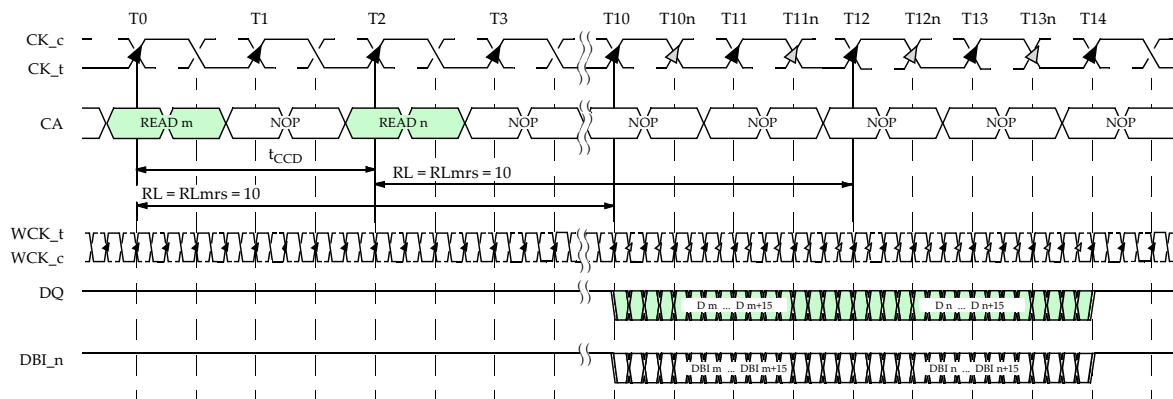 T0 T1 T2 T3 T10 T10n T11 T11n T12 T12n T13 T13n T14
CK_c
CK_t
CA READ m NOP READ n NOP NOP NOP NOP NOP NOP
tCCD
RL = RLmrs = 10
RL = RLmrs = 10
WCK_t
WCK_c
DQ D m ... D m+15 D n ... D n+15
DBI_n DBI m ... DBI m+15 DBI n ... DBI n+15